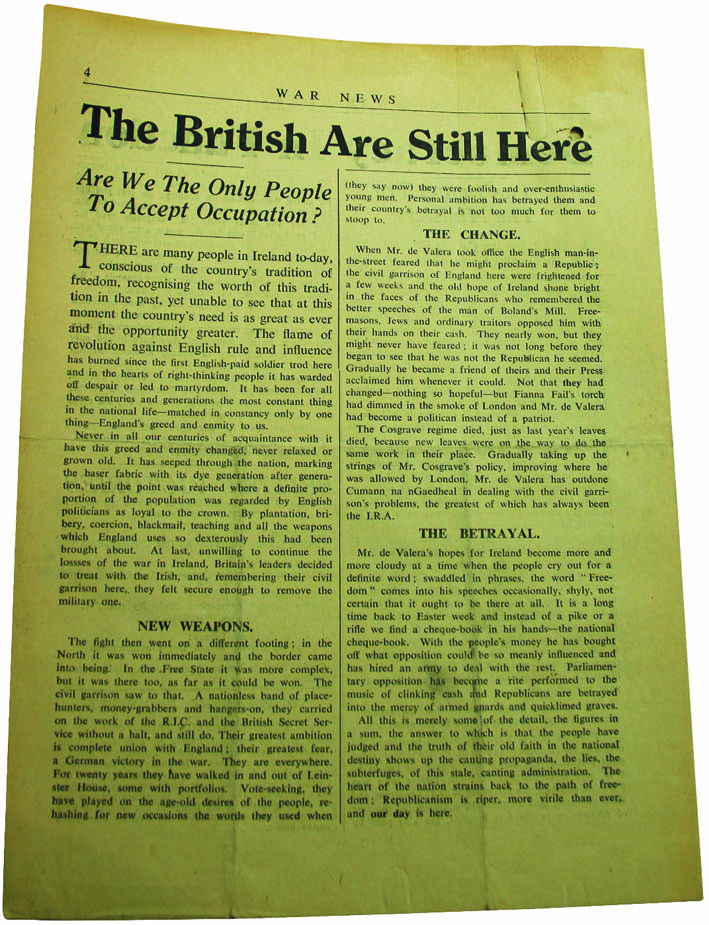 4
WAR NEWS
The British Are Still Here
Are We The Only People
To Accept Occupation?
THERE are many people in Ireland to-day,
conscious of the country's tradition of
freedom, recognising the worth of this tradi-
tion in the past, yet unable to see that at this
moment the country's need is as great as ever
and the opportunity greater. The flame of
revolution against English rule and influence
has burned since the first English-paid soldier trod here
and in the hearts of right-thinking people it has warded
off despair or led to martyrdom. It has been for all
these centuries and generations the most constant thing
in the national life—matched in constancy only by one
thing—England's greed and enmity to us.
Never in all our centuries of acquaintance with it
have this greed and enmity changed, never relaxed or
grown old. It has seeped through the nation, marking
the baser fabric with its dye generation after genera-
tion, until the point was reached where a definite pro-
portion of the population was regarded by English
politicians as loyal to the crown. By plantation, bri-
bery, coercion, blackmail, teaching and all the weapons
which England uses so dexterously this had been
brought about. At last, unwilling to continue the
lossses of the war in Ireland, Britain's leaders decided
to treat with the Irish, and, remembering their civil
garrison here, they felt secure enough to remove the
military one.
NEW WEAPONS.
The fight then went on a different footing; in the
North it was won immediately and the border came
into being. In the Free State it was more complex,
but it was there too, as far as it could be won. The
civil garrison saw to that. A nationless band of place-
hunters, money-grabbers and hangers-on, they carried
on the work of the R.I.C. and the British Secret Ser-
vice without a halt, and still do. Their greatest ambition
is complete union with England; their greatest fear,
a German victory in the war. They are everywhere.
For twenty years they have walked in and out of Lein-
ster House, some with portfolios. Vote-seeking, they
have played on the age-old desires of the people, re-
hashing for new occasions the words they used when
(they say now) they were foolish and over-enthusiastic
young men. Personal ambition has betrayed them and
their country's betrayal is not too much for them to
stoop to.
THE CHANGE.
When Mr. de Valera took office the English man-in-
the-street feared that he might proclaim a Republic;
the civil garrison of England here were frightened for
a few weeks and the old hope of Ireland shone bright
in the faces of the Republicans who remembered the
better speeches of the man of Boland's Mill. Free-
masons, Jews and ordinary traitors opposed him with
their hands on their cash. They nearly won, but they
might never have feared; it was not long before they
began to see that he was not the Republican he seemed.
Gradually he became a friend of theirs and their Press
acclaimed him whenever it could. Not that they had
changed—nothing so hopeful—but Fianna Fail's torch
had dimmed in the smoke of London and Mr. de Valera
had become a politican instead of a patriot.
The Cosgrave regime died, just as last year's leaves
died, because new leaves were on the way to do the
same work in their place. Gradually taking up the
strings of Mr. Cosgrave's policy, improving where he
was allowed by London, Mr. de Valera has outdone
Cumann na nGaedheal in dealing with the civil garri-
son's problems, the greatest of which has always been
the I.R.A.
THE BETRAYAL.
Mr. de Valera's hopes for Ireland become more and
more cloudy at a time when the people cry out for a
definite word; swaddled in phrases, the word "Free-
dom" comes into his speeches occasionally, shyly, not
certain that it ought to be there at all. It is a long
time back to Easter week and instead of a pike or a
rifle we find a cheque-book in his hands—the national
cheque-book. With the people's money he has bought
off what opposition could be so meanly influenced and
has hired an army to deal with the rest. Parliamen-
tary opposition has become a rite performed to the
music of clinking cash and Republicans are betrayed
into the mercy of armed guards and quicklimed graves.
All this is merely some of the detail, the figures in
a sum, the answer to which is that the people have
judged and the truth of their old faith in the national
destiny shows up the canting propaganda, the lies, the
subterfuges, of this stale, canting administration. The
heart of the nation strains back to the path of free-
dom; Republicanism is riper, more virile than ever,
and our day is here.